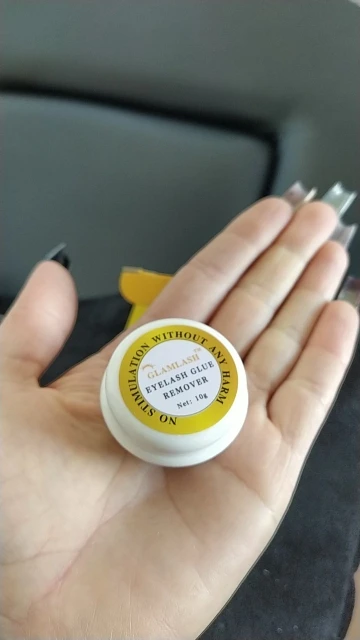 NO STIMULATION WITHOUT ANY HARM
GLAMLASH
EYELASH GLUE
REMOVER
Net: 10g